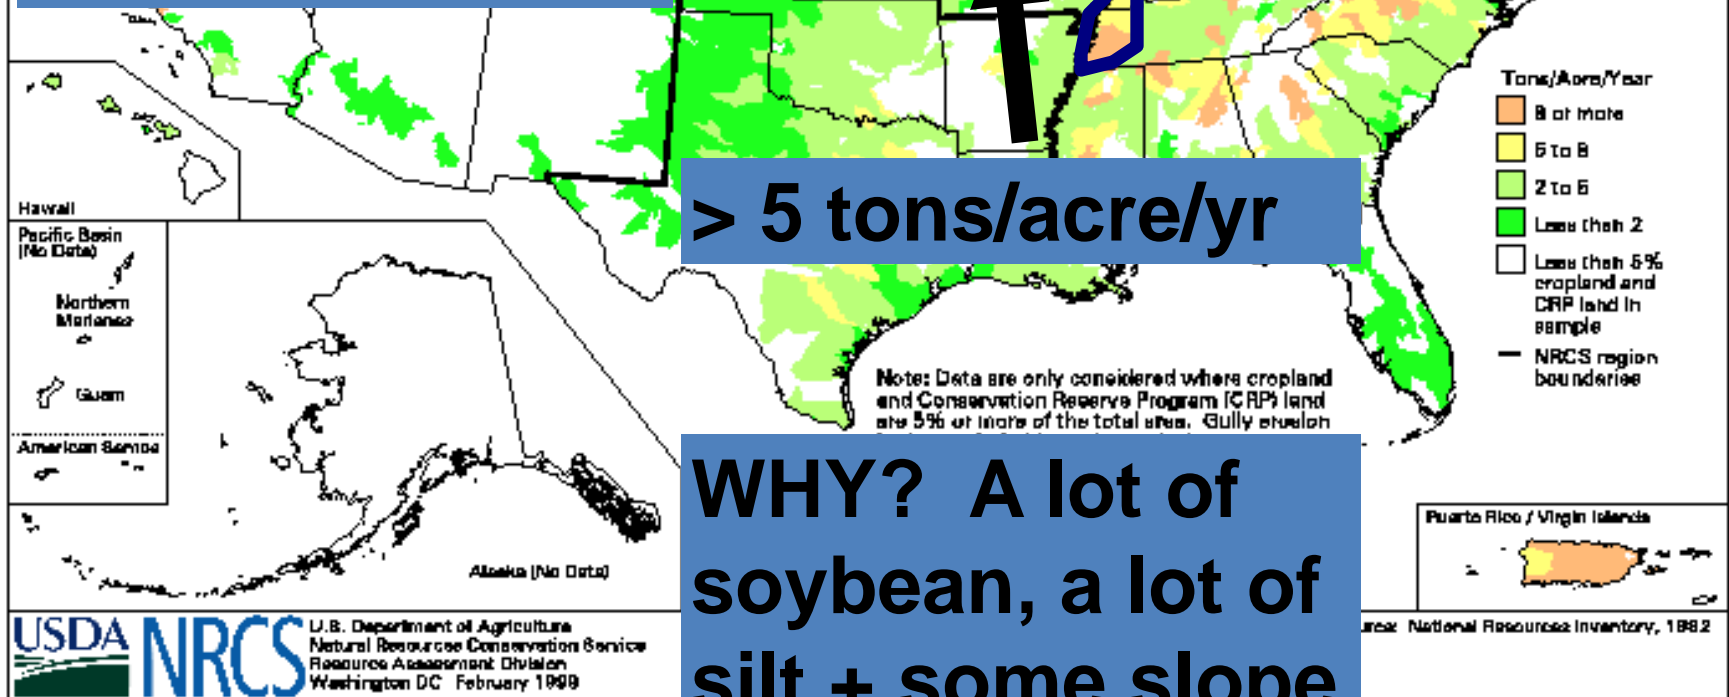 Tons/Acre/Year
8 or more
5 to 8
2 to 5
Less than 2
Less than 5%
cropland and
CRP land in
sample
NRCS region
boundaries
> 5 tons/acre/yr
Hawaii
Pacific Basin
(No Data)
Northern
Marianas
Guam
American Samoa
Alaska (No Data)
Note: Data are only considered where cropland
and Conservation Reserve Program (CRP) land
are 5% or more of the total area. Gully erosion
WHY? A lot of
soybean, a lot of
silt + some slope
Puerto Rico / Virgin Islands
National Resources Inventory, 1992
USDA NRCS
U.S. Department of Agriculture
Natural Resources Conservation Service
Resource Assessment Division
Washington DC February 1998